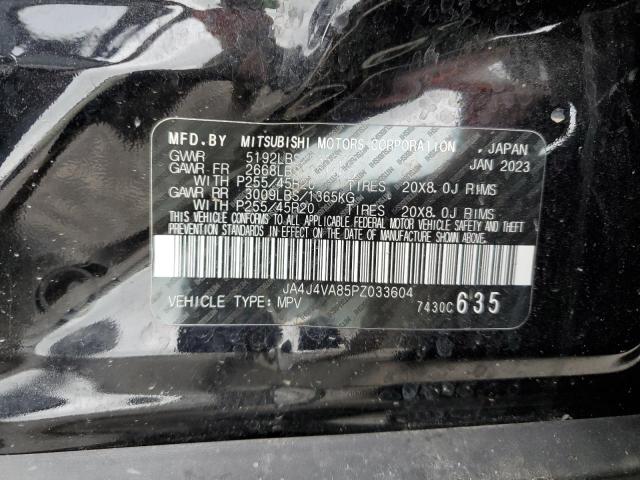 MFD.BY MITSUBISHI MOTORS CORPORATION , JAPAN
GVWR 5192LBS JAN 2023
GAWR FR 2668LBS
WITH P255/45R20 TIRES 20X8.0J RIMS
GAWR RR 3009LBS/1365KG
WITH P255/45R20 TIRES 20X8.0J RIMS
THIS VEHICLE CONFORMS TO ALL APPLICABLE FEDERAL MOTOR VEHICLE SAFETY AND THEFT
PREVENTION STANDARDS IN EFFECT ON THE DATE OF MANUFACTURE SHOWN ABOVE.
JA4J4VA85PZ033604
VEHICLE TYPE: MPV 7430C635